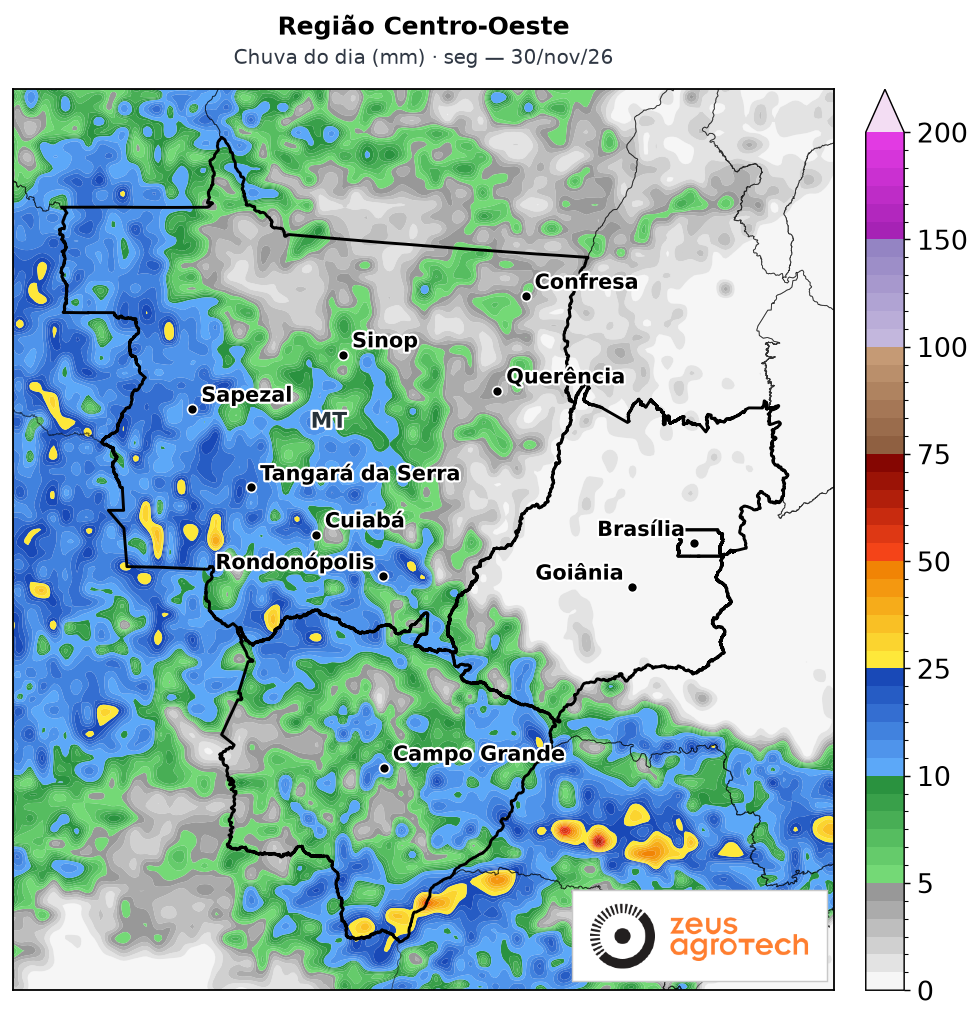 Região Centro-Oeste
Chuva do dia (mm) · seg — 30/nov/26
200
150
100
75
50
25
10
5
0
Confresa
Sinop
Querência
Sapezal
MT
Tangará da Serra
Cuiabá
Brasília
Rondonópolis
Goiânia
Campo Grande
zeus
agrotech